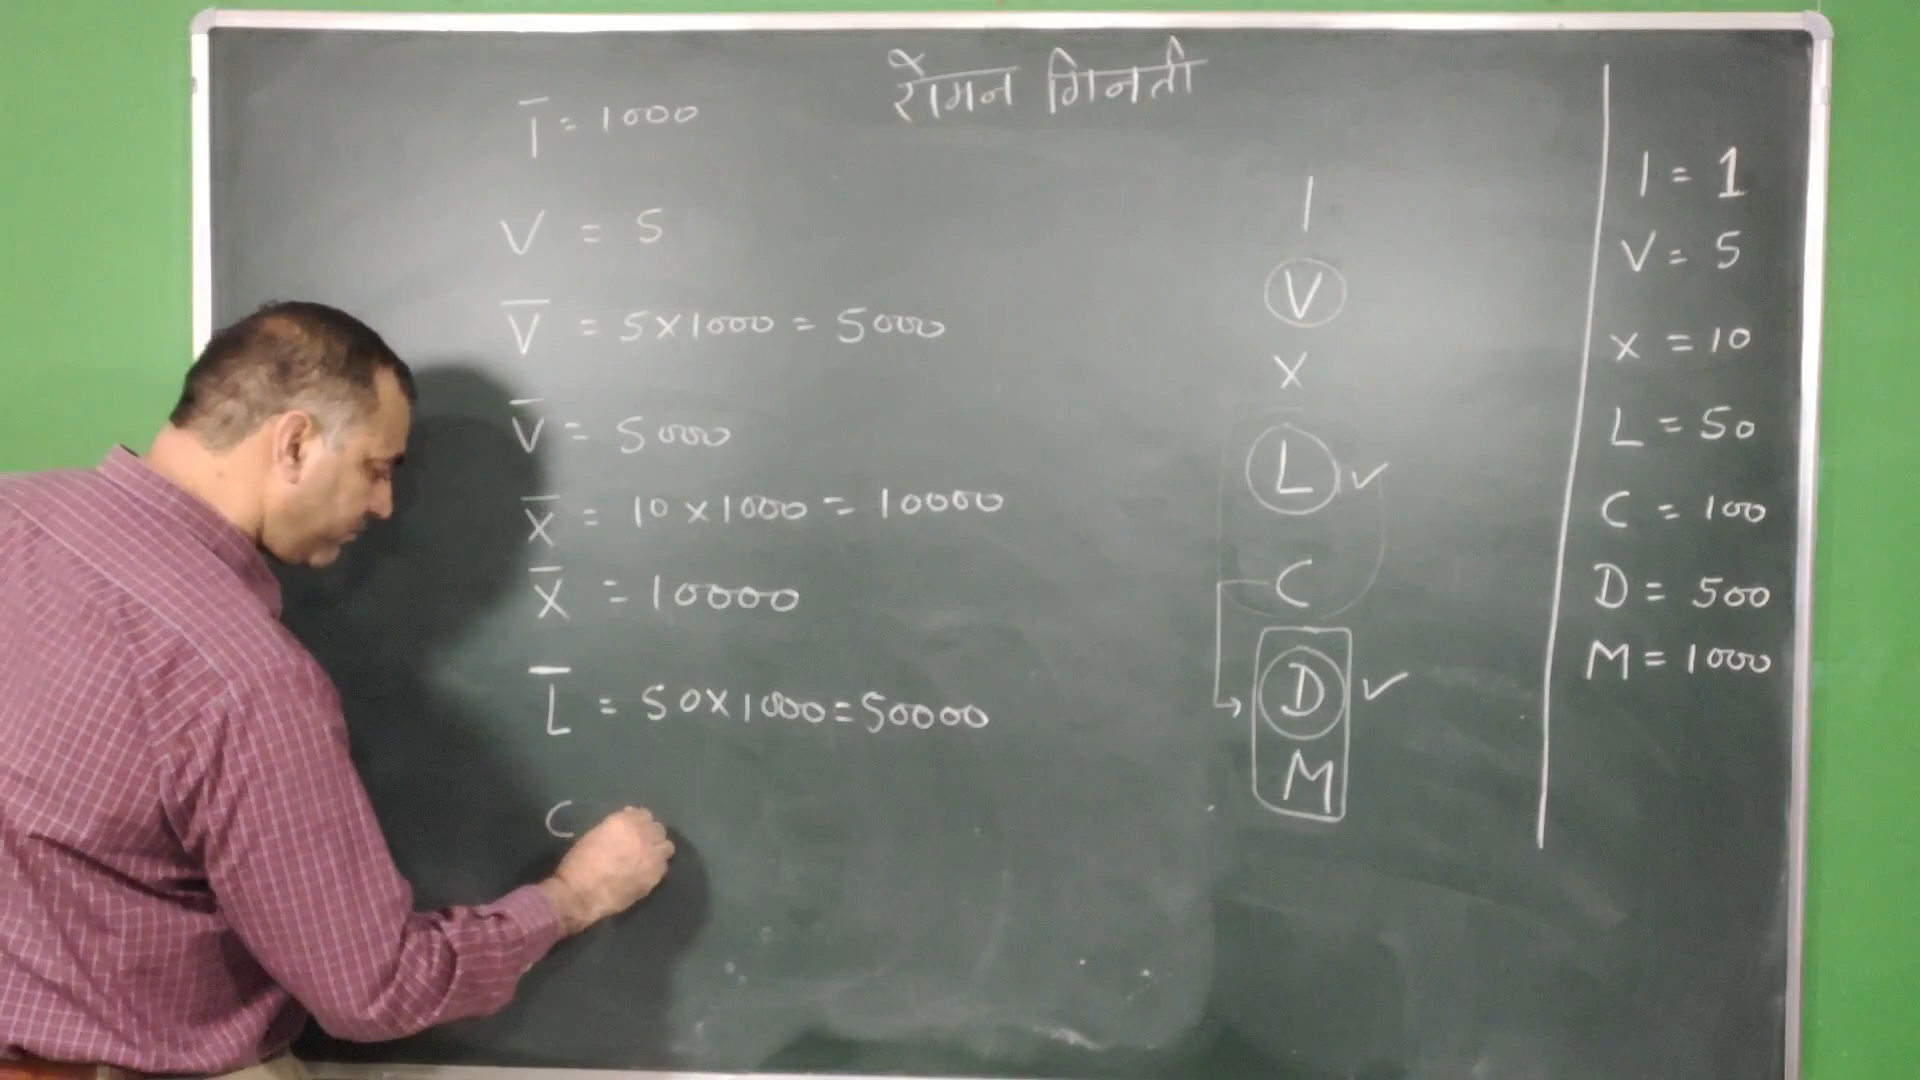 रोमन गिनती
I̅ = 1000
V = 5
V̅ = 5×1000 = 5000
V̅ = 5000
X̅ = 10×1000 = 10000
X̅ = 10000
L̅ = 50×1000=50000
C
I
V
X
L ✓
C
D ✓
M
I = 1
V = 5
X = 10
L = 50
C = 100
D = 500
M = 1000